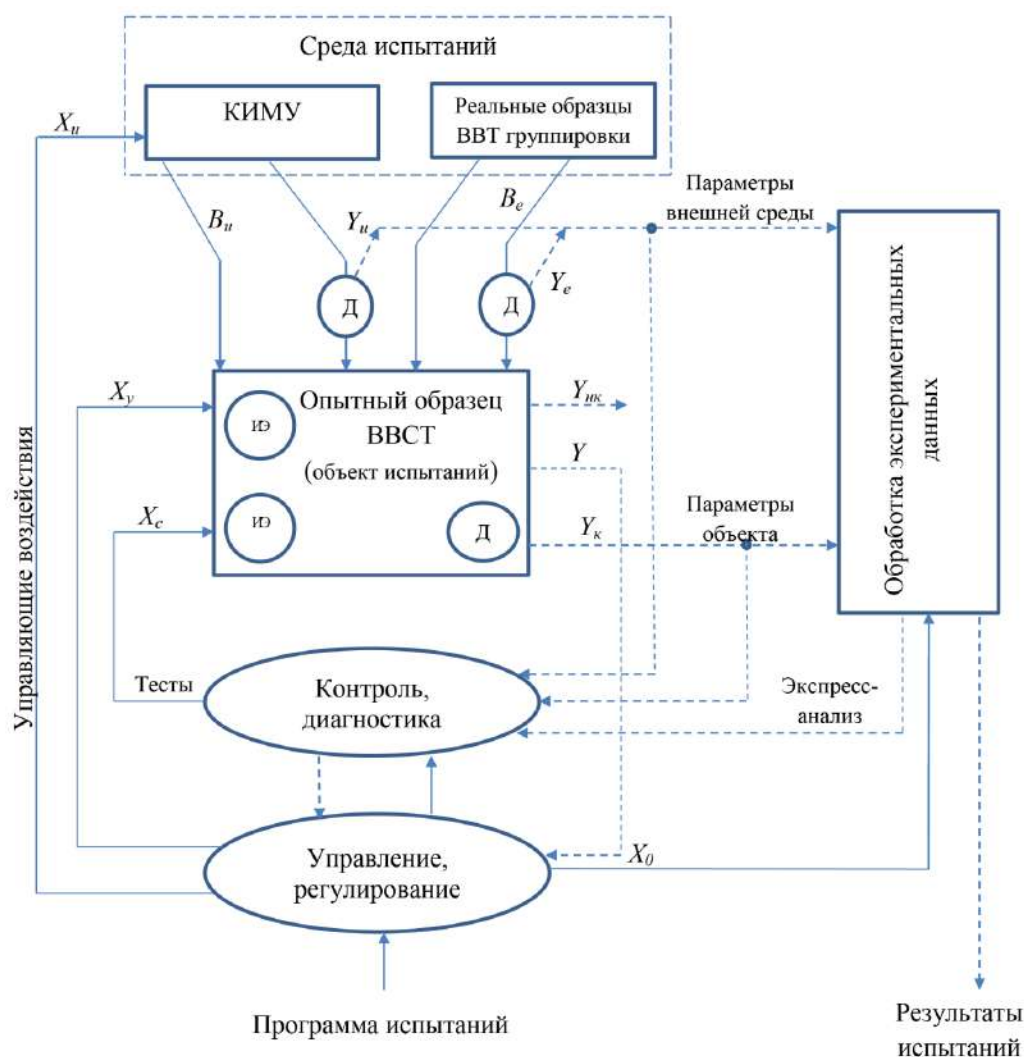 Среда испытаний
КИМУ
Реальные образцы
ВВТ группировки
Xи
Bи
Yи
Bе
Yе
Параметры
внешней среды
Д
Д
Обработка экспериментальных
данных
Xу
Опытный образец
ВВСТ
(объект испытаний)
ИЭ
ИЭ
Д
Yнк
Y
Yк
Xс
Параметры
объекта
Управляющие воздействия
Тесты
Контроль,
диагностика
Экспресс-
анализ
Управление,
регулирование
X0
Программа испытаний
Результаты
испытаний